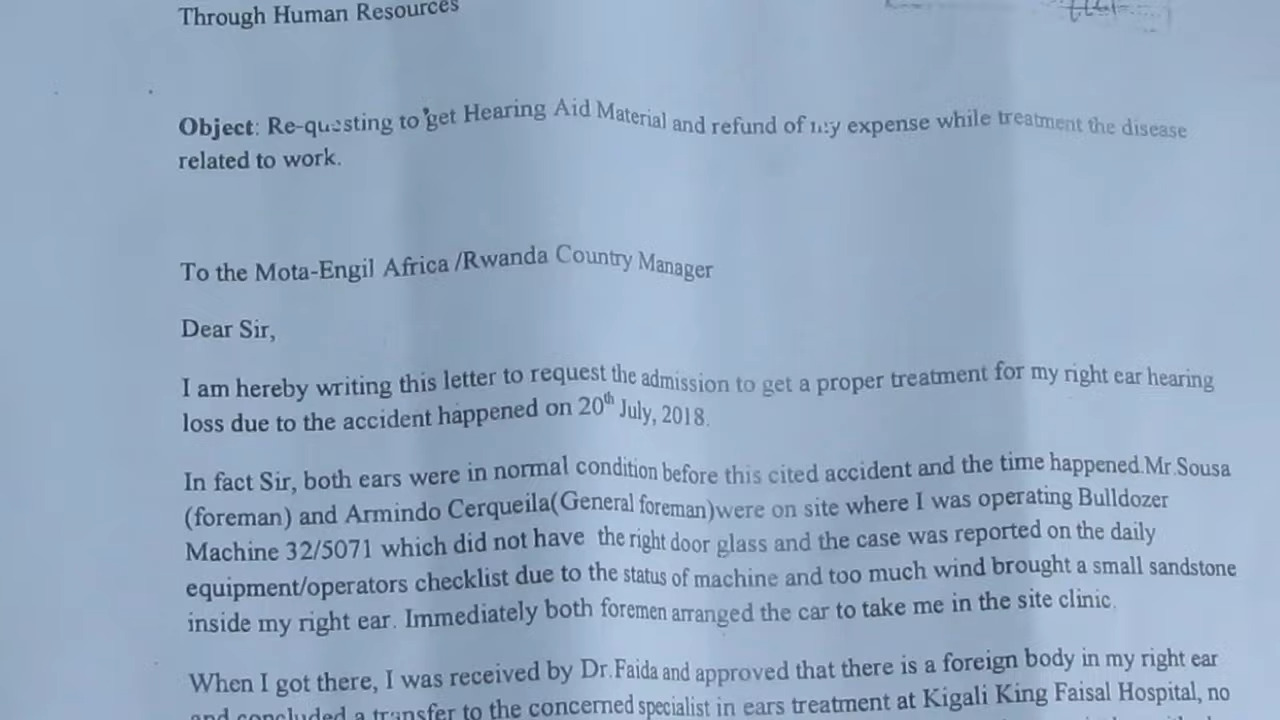 Through Human Resources
Object: Re-questing to get Hearing Aid Material and refund of my expense while treatment the disease
related to work.
To the Mota-Engil Africa /Rwanda Country Manager
Dear Sir,
I am hereby writing this letter to request the admission to get a proper treatment for my right ear hearing
loss due to the accident happened on 20th July, 2018.
In fact Sir, both ears were in normal condition before this cited accident and the time happened.Mr.Sousa
(foreman) and Armindo Cerqueila(General foreman)were on site where I was operating Bulldozer
Machine 32/5071 which did not have the right door glass and the case was reported on the daily
equipment/operators checklist due to the status of machine and too much wind brought a small sandstone
inside my right ear. Immediately both foremen arranged the car to take me in the site clinic.
When I got there, I was received by Dr.Faida and approved that there is a foreign body in my right ear
and concluded a transfer to the concerned specialist in ears treatment at Kigali King Faisal Hospital, no